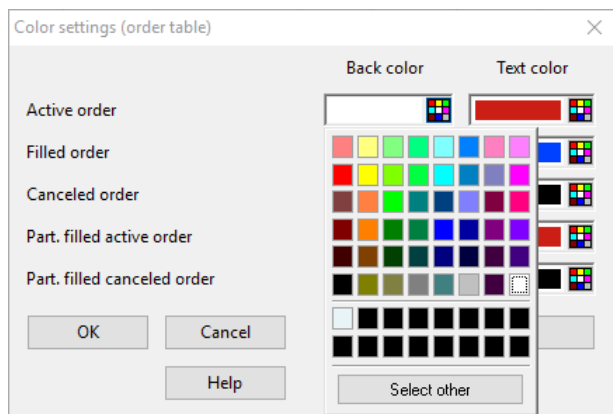 Color settings (order table)
Back color Text color
Active order
Filled order
Canceled order
Part. filled active order
Part. filled canceled order
OK Cancel
Help
Select other